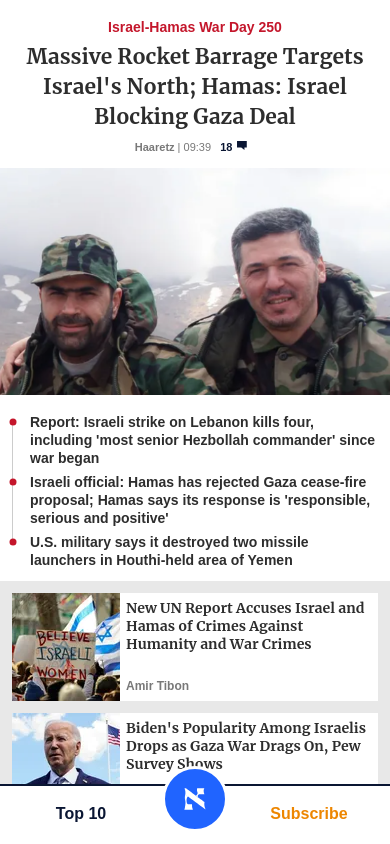 Israel-Hamas War Day 250
Massive Rocket Barrage Targets
Israel's North; Hamas: Israel
Blocking Gaza Deal
Haaretz | 09:39 18
Report: Israeli strike on Lebanon kills four,
including 'most senior Hezbollah commander' since
war began
Israeli official: Hamas has rejected Gaza cease-fire
proposal; Hamas says its response is 'responsible,
serious and positive'
U.S. military says it destroyed two missile
launchers in Houthi-held area of Yemen
BELIEVE
ISRAELI
WOMEN
New UN Report Accuses Israel and
Hamas of Crimes Against
Humanity and War Crimes
Amir Tibon
Biden's Popularity Among Israelis
Drops as Gaza War Drags On, Pew
Survey Shows
Top 10
א
Subscribe